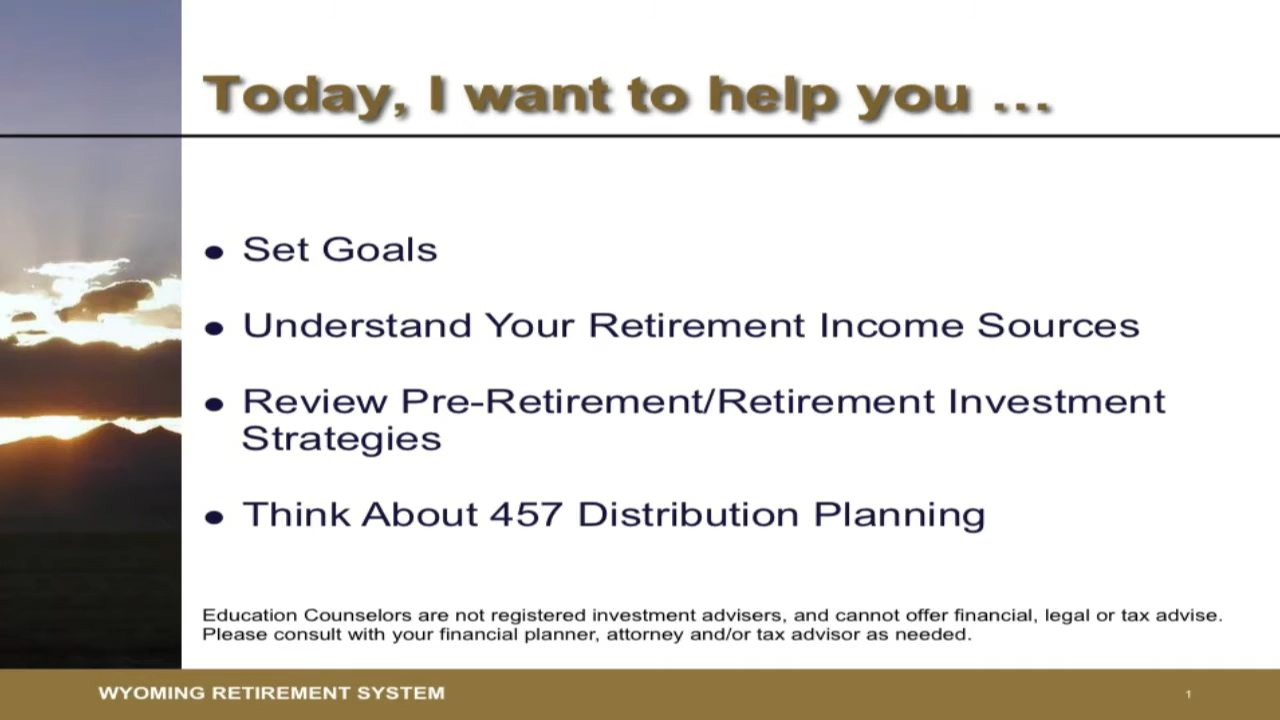 Today, I want to help you ...
• Set Goals
• Understand Your Retirement Income Sources
• Review Pre-Retirement/Retirement Investment
Strategies
• Think About 457 Distribution Planning
Education Counselors are not registered investment advisers, and cannot offer financial, legal or tax advise.
Please consult with your financial planner, attorney and/or tax advisor as needed.
WYOMING RETIREMENT SYSTEM
1